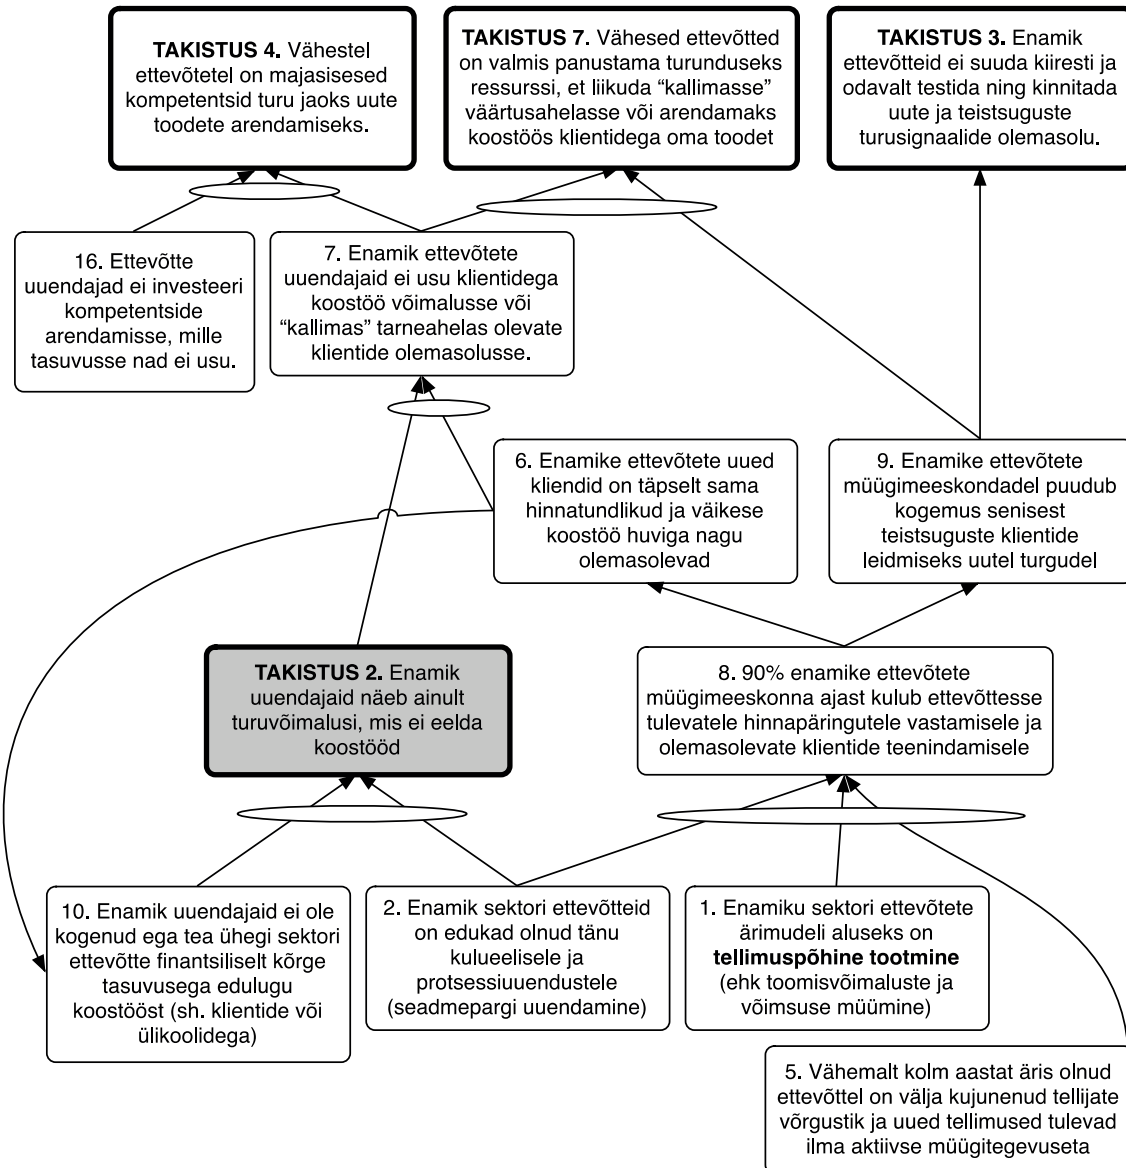 TAKISTUS 4. Vähestel
ettevõtetel on majasisesed
kompetentsid turu jaoks uute
toodete arendamiseks.
TAKISTUS 7. Vähesed ettevõtted
on valmis panustama turunduseks
ressurssi, et liikuda “kallimasse”
väärtusahelasse või arendamaks
koostöös klientidega oma toodet
TAKISTUS 3. Enamik
ettevõtteid ei suuda kiiresti ja
odavalt testida ning kinnitada
uute ja teistsuguste
turusignaalide olemasolu.
16. Ettevõtte
uuendajad ei investeeri
kompetentside
arendamisse, mille
tasuvusse nad ei usu.
7. Enamik ettevõtete
uuendajaid ei usu klientidega
koostöö võimalusse või
“kallimas” tarneahelas olevate
klientide olemasolusse.
6. Enamike ettevõtete uued
kliendid on täpselt sama
hinnatundlikud ja väikese
koostöö huviga nagu
olemasolevad
9. Enamike ettevõtete
müügimeeskondadel puudub
kogemus senisest
teistsuguste klientide
leidmiseks uutel turgudel
TAKISTUS 2. Enamik
uuendajaid näeb ainult
turuvõimalusi, mis ei eelda
koostööd
8. 90% enamike ettevõtete
müügimeeskonna ajast kulub ettevõttesse
tulevatele hinnapäringutele vastamisele ja
olemasolevate klientide teenindamisele
10. Enamik uuendajaid ei ole
kogenud ega tea ühegi sektori
ettevõtte finantsiliselt kõrge
tasuvusega edulugu
koostööst (sh. klientide või
ülikoolidega)
2. Enamik sektori ettevõtteid
on edukad olnud tänu
kulueelisele ja
protsessiuuendustele
(seadmepargi uuendamine)
1. Enamiku sektori ettevõtete
ärimudeli aluseks on
tellimuspõhine tootmine
(ehk toomisvõimaluste ja
võimsuse müümine)
5. Vähemalt kolm aastat äris olnud
ettevõttel on välja kujunenud tellijate
võrgustik ja uued tellimused tulevad
ilma aktiivse müügitegevuseta